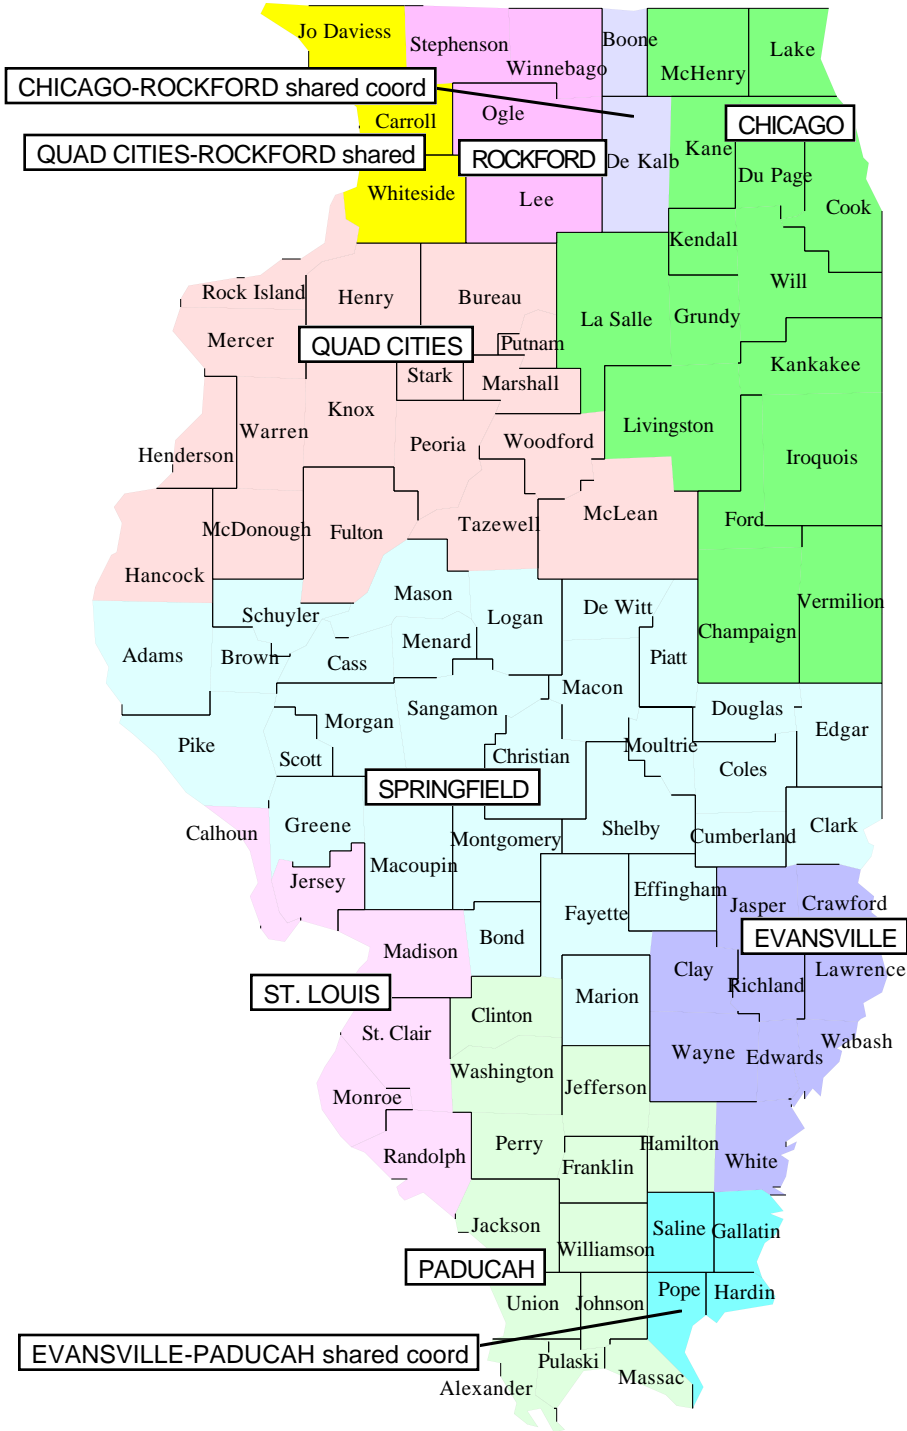 Jo Daviess
Stephenson
Winnebago
Boone
McHenry
Lake
CHICAGO-ROCKFORD shared coord
Carroll
Ogle
CHICAGO
QUAD CITIES-ROCKFORD shared
ROCKFORD
De Kalb
Kane
Du Page
Whiteside
Lee
Cook
Kendall
Rock Island
Henry
Bureau
La Salle
Grundy
Will
Mercer
QUAD CITIES
Putnam
Kankakee
Stark
Marshall
Knox
Warren
Peoria
Woodford
Livingston
Henderson
Iroquois
McDonough
Fulton
Tazewell
McLean
Ford
Hancock
Mason
Schuyler
Logan
De Witt
Vermilion
Champaign
Adams
Brown
Cass
Menard
Piatt
Macon
Morgan
Sangamon
Douglas
Edgar
Pike
Scott
Christian
Moultrie
Coles
SPRINGFIELD
Calhoun
Greene
Macoupin
Montgomery
Shelby
Cumberland
Clark
Jersey
Effingham
Fayette
Jasper
Crawford
Madison
Bond
EVANSVILLE
Clay
Richland
Lawrence
ST. LOUIS
Marion
Clinton
St. Clair
Wayne
Edwards
Wabash
Washington
Jefferson
Monroe
Perry
Hamilton
Randolph
Franklin
White
Jackson
Saline
Gallatin
Williamson
PADUCAH
Union
Johnson
Pope
Hardin
EVANSVILLE-PADUCAH shared coord
Pulaski
Massac
Alexander